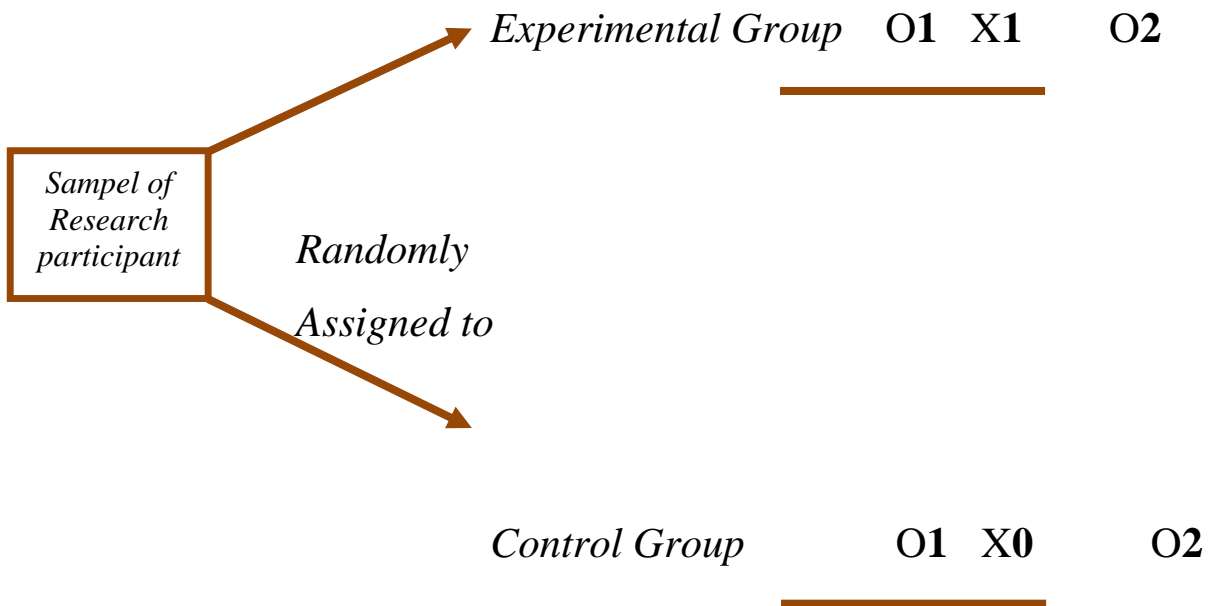 Experimental Group O1 X1 O2
Sampel of
Research
participant
Randomly
Assigned to
Control Group O1 X0 O2